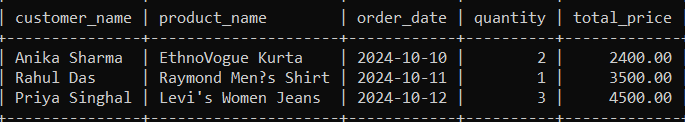 | customer_name | product_name | order_date | quantity | total_price |
+---------------+----------------------+------------+----------+-------------+
| Anika Sharma | EthnoVogue Kurta | 2024-10-10 | 2 | 2400.00 |
| Rahul Das | Raymond Men?s Shirt | 2024-10-11 | 1 | 3500.00 |
| Priya Singhal | Levi's Women Jeans | 2024-10-12 | 3 | 4500.00 |
+---------------+----------------------+------------+----------+-------------+